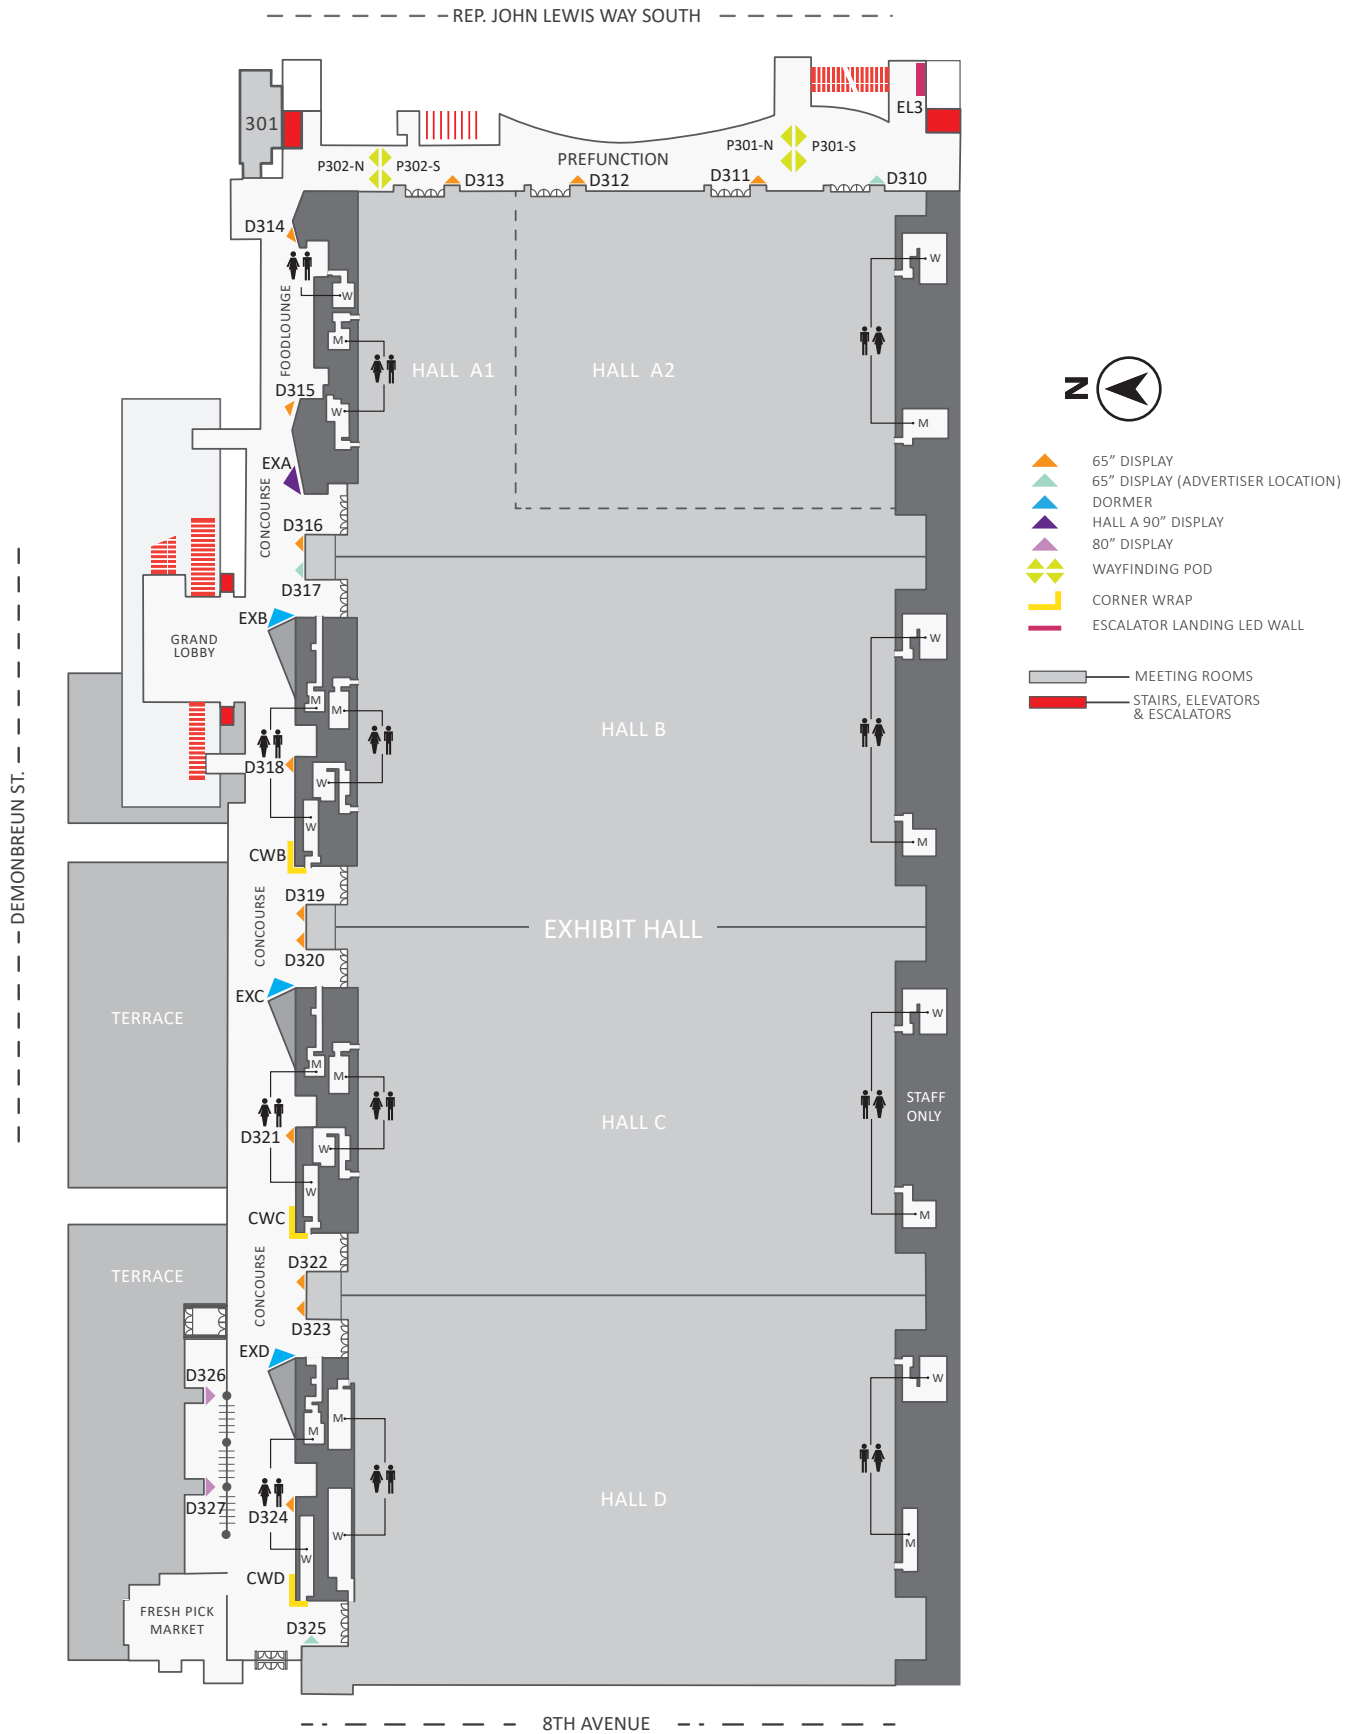 REP. JOHN LEWIS WAY SOUTH
EL3
301
P302-N
P302-S
PREFUNCTION
P301-N
P301-S
D313
D312
D311
D310
D314
FOODLOUNGE
W
M
W
HALL A1
HALL A2
W
M
D315
EXA
CONCOURSE
D316
D317
EXB
GRAND
LOBBY
M
M
D318
W
W
CWB
HALL B
W
M
D319
CONCOURSE
D320
EXHIBIT HALL
EXC
TERRACE
M
M
D321
W
W
CWC
HALL C
W
STAFF
ONLY
M
D322
CONCOURSE
D323
TERRACE
EXD
D326
M
M
D327
D324
W
W
CWD
HALL D
W
M
FRESH PICK
MARKET
D325
8TH AVENUE
DEMONBREUN ST.
N
65” DISPLAY
65” DISPLAY (ADVERTISER LOCATION)
DORMER
HALL A 90” DISPLAY
80” DISPLAY
WAYFINDING POD
CORNER WRAP
ESCALATOR LANDING LED WALL
MEETING ROOMS
STAIRS, ELEVATORS
& ESCALATORS